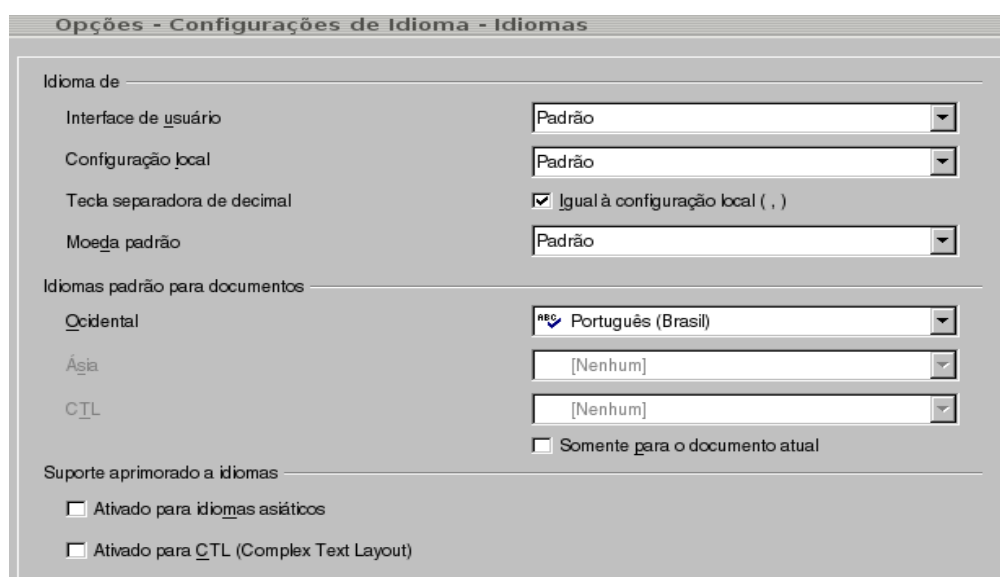 Opções - Configurações de Idioma - Idiomas
Idioma de
Interface de usuário
Padrão
Configuração local
Padrão
Tecla separadora de decimal
Igual à configuração local ( , )
Moeda padrão
Padrão
Idiomas padrão para documentos
Ocidental
ABC Português (Brasil)
Ásia
[Nenhum]
CTL
[Nenhum]
Somente para o documento atual
Suporte aprimorado a idiomas
Ativado para idiomas asiáticos
Ativado para CTL (Complex Text Layout)